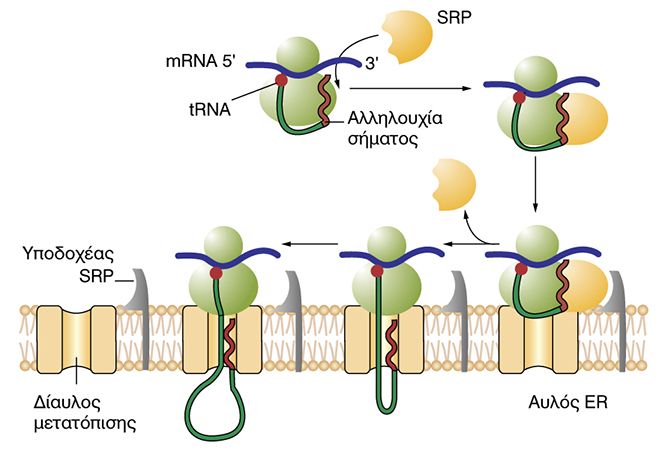 SRP
mRNA 5'
3'
tRNA
Αλληλουχία
σήματος
Υποδοχέας
SRP
Δίαυλος
μετατόπισης
Αυλός ER